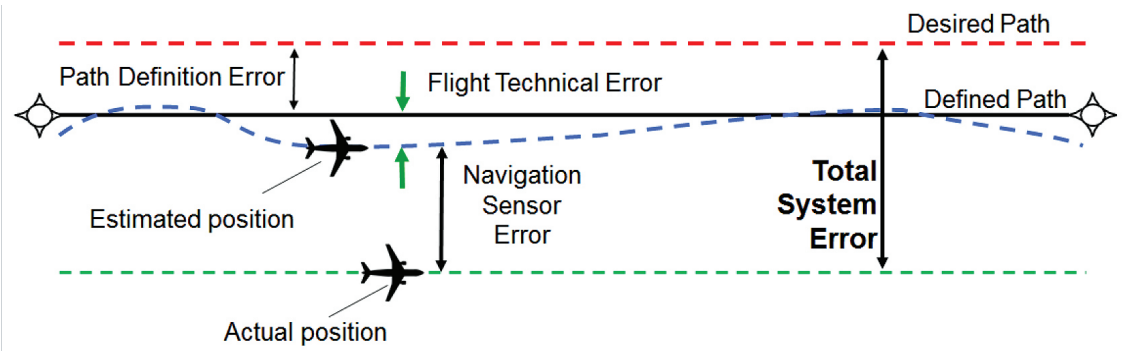 Desired Path
Path Definition Error
Flight Technical Error
Defined Path
Navigation
Sensor
Error
Total
System
Error
Estimated position
Actual position